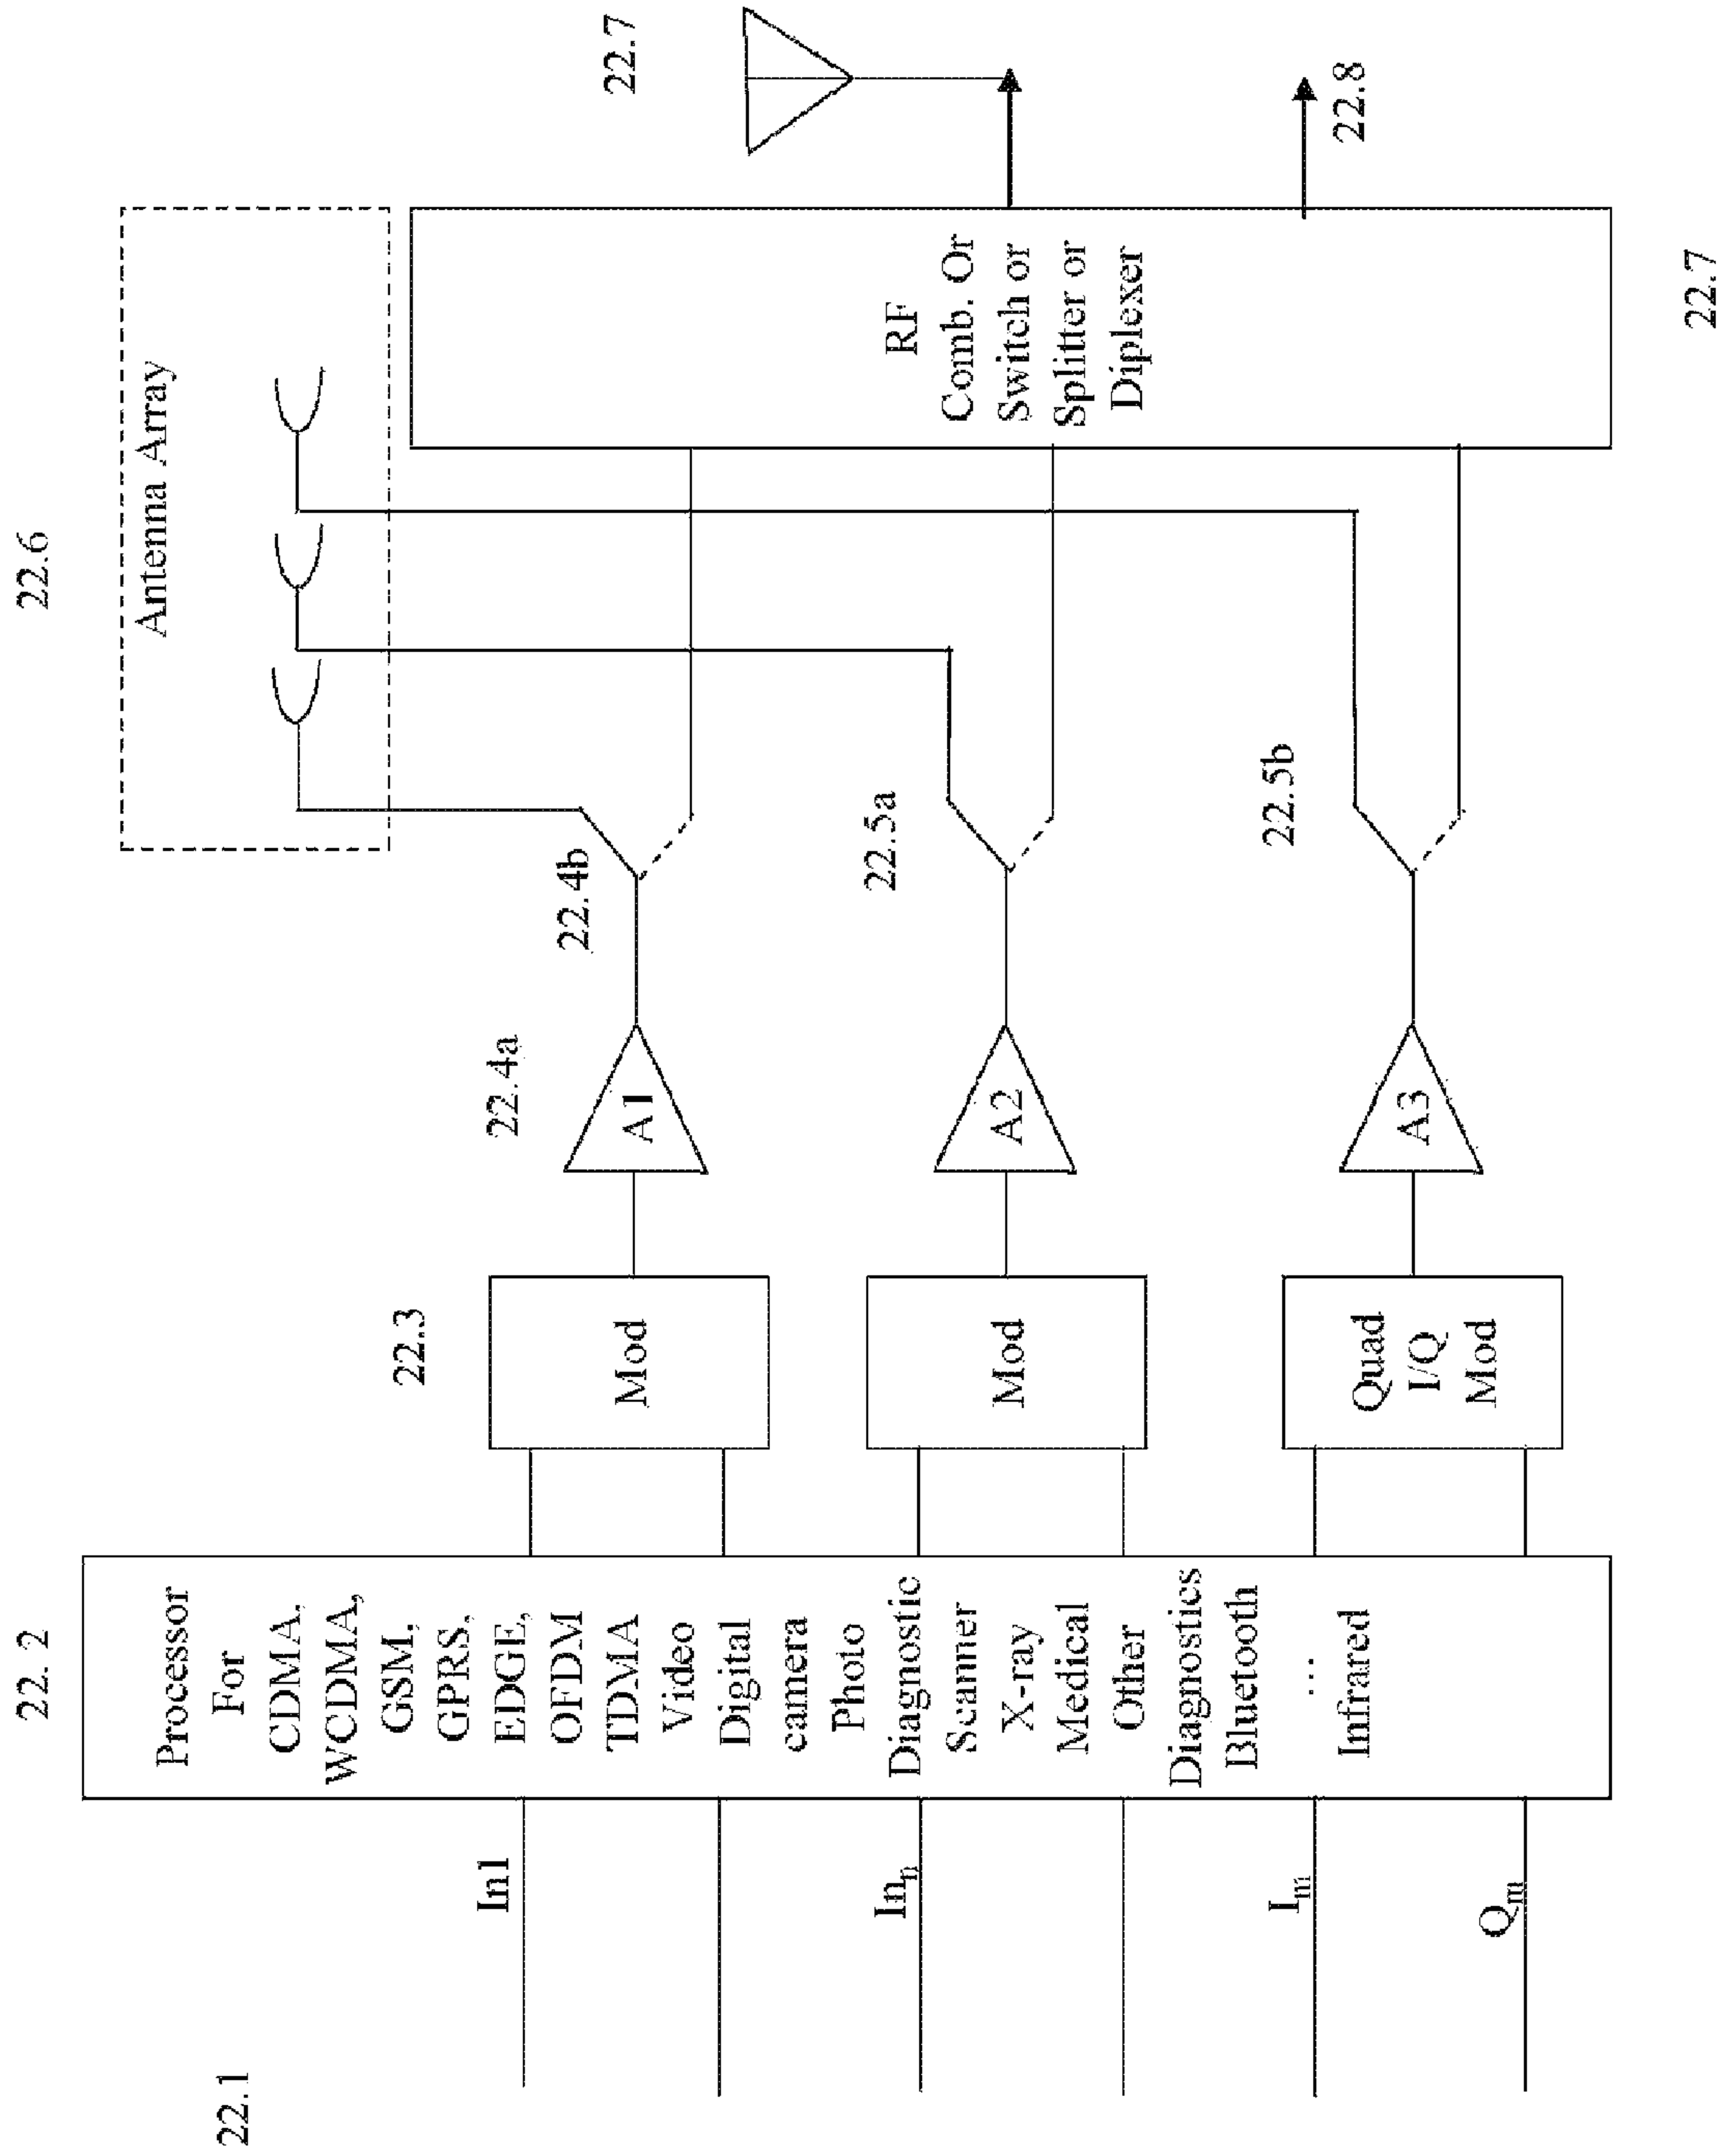 22.1
22. 2
Processor
For
CDMA,
WCDMA,
GSM,
GPRS,
EDGE,
OFDM
TDMA
Video
Digital
camera
Photo
Diagnostic
Scanner
X-ray
Medical
Other
Diagnostics
Bluetooth
...
Infrared
In1
Inₙ
Iₘ
Qₘ
22.3
Mod
Mod
Quad
I/Q
Mod
22.4a
A1
A2
A3
22.4b
22.5a
22.5b
22.6
Antenna Array
RF
Comb. Or
Switch or
Splitter or
Diplexer
22.7
22.8
22.7